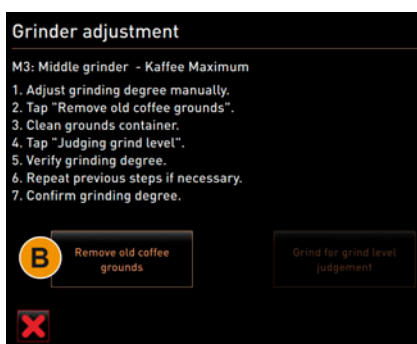 Grinder adjustment
M3: Middle grinder - Kaffee Maximum
1. Adjust grinding degree manually.
2. Tap "Remove old coffee grounds".
3. Clean grounds container.
4. Tap "Judging grind level".
5. Verify grinding degree.
6. Repeat previous steps if necessary.
7. Confirm grinding degree.
B
Remove old coffee
grounds
Grind for grind level
judgement